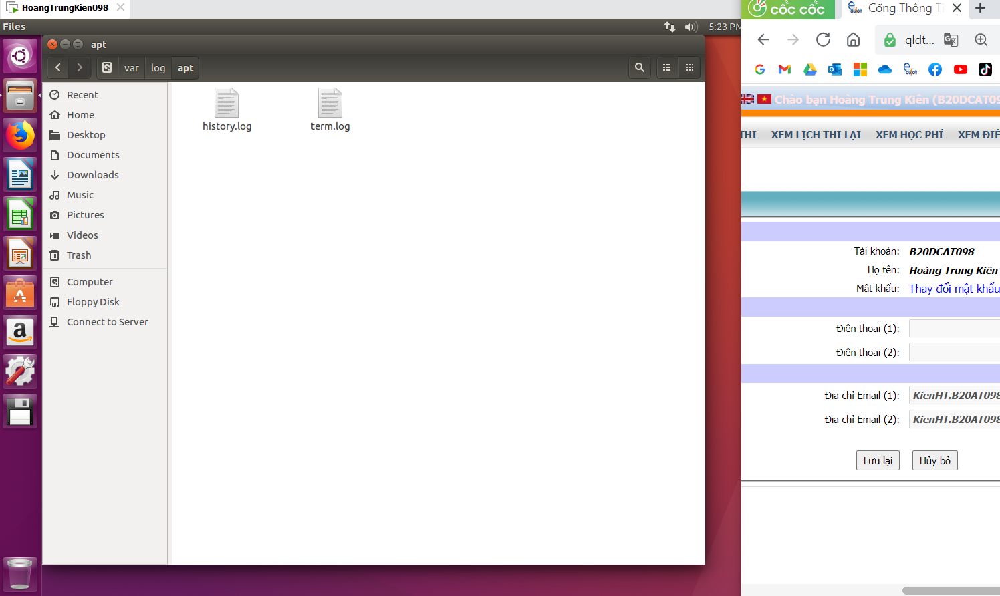 HoangTrungKien098
Files
5:23 PM
apt
var
log
apt
Recent
Home
Desktop
Documents
Downloads
Music
Pictures
Videos
Trash
Computer
Floppy Disk
Connect to Server
history.log
term.log
cốc cốc
Cổng Thông Ti
qldt...
Chào bạn Hoàng Trung Kiên (B20DCAT09
THI
XEM LỊCH THI LẠI
XEM HỌC PHÍ
XEM ĐIỂ
Tài khoản: B20DCAT098
Họ tên: Hoàng Trung Kiên
Mật khẩu: Thay đổi mật khẩu
Điện thoại (1):
Điện thoại (2):
Địa chỉ Email (1): KienHT.B20AT098
Địa chỉ Email (2): KienHT.B20AT098
Lưu lại
Hủy bỏ